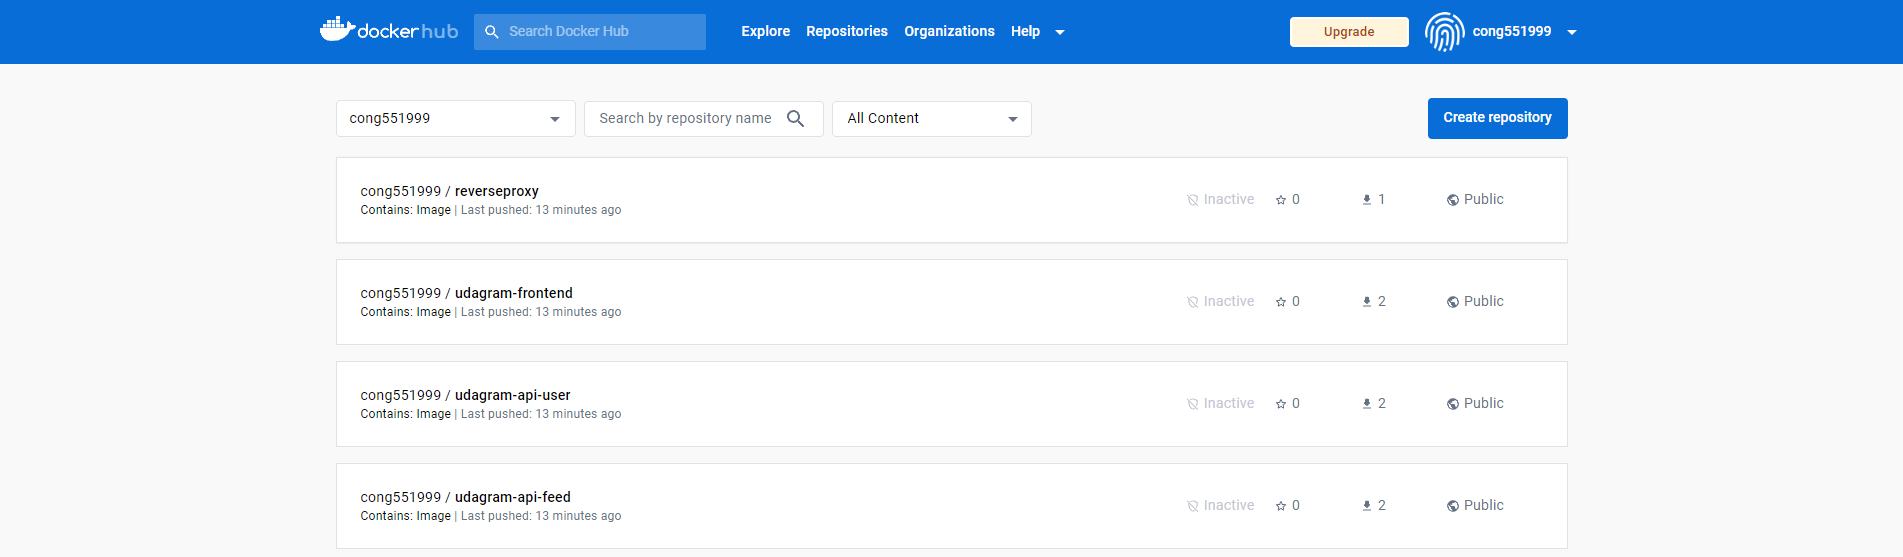 dockerhub
Search Docker Hub
Explore Repositories Organizations Help
Upgrade
cong551999
cong551999
Search by repository name
All Content
Create repository
cong551999 / reverseproxy
Contains: Image | Last pushed: 13 minutes ago
Inactive 0 1 Public
cong551999 / udagram-frontend
Contains: Image | Last pushed: 13 minutes ago
Inactive 0 2 Public
cong551999 / udagram-api-user
Contains: Image | Last pushed: 13 minutes ago
Inactive 0 2 Public
cong551999 / udagram-api-feed
Contains: Image | Last pushed: 13 minutes ago
Inactive 0 2 Public